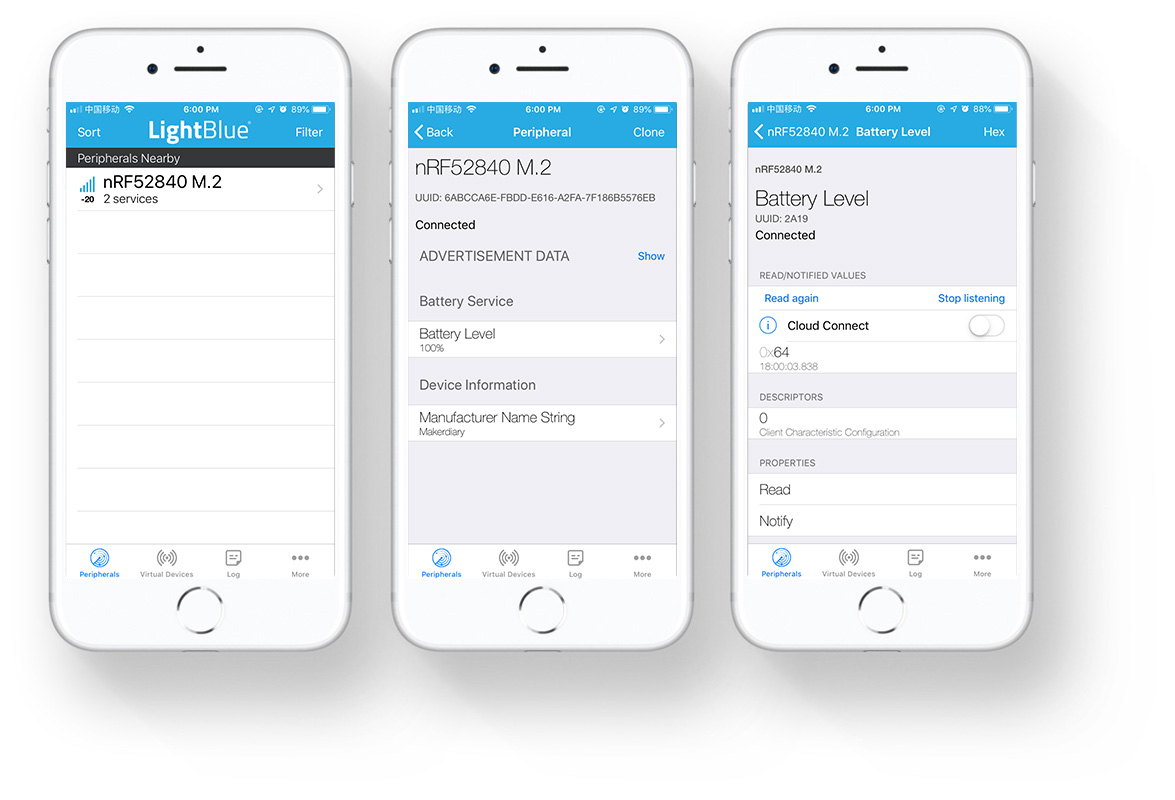 中国移动 6:00 PM 89%
Sort LightBlue® Filter
Peripherals Nearby
nRF52840 M.2
-20 2 services
Peripherals Virtual Devices Log More
中国移动 6:00 PM 89%
Back Peripheral Clone
nRF52840 M.2
UUID: 6ABCCA6E-FBDD-E616-A2FA-7F186B5576EB
Connected
ADVERTISEMENT DATA Show
Battery Service
Battery Level
100%
Device Information
Manufacturer Name String
Makerdiary
Peripherals Virtual Devices Log More
中国移动 6:00 PM 88%
nRF52840 M.2 Battery Level Hex
nRF52840 M.2
Battery Level
UUID: 2A19
Connected
READ/NOTIFIED VALUES
Read again Stop listening
i Cloud Connect
0x64
18:00:03.838
DESCRIPTORS
0
Client Characteristic Configuration
PROPERTIES
Read
Notify
Peripherals Virtual Devices Log More